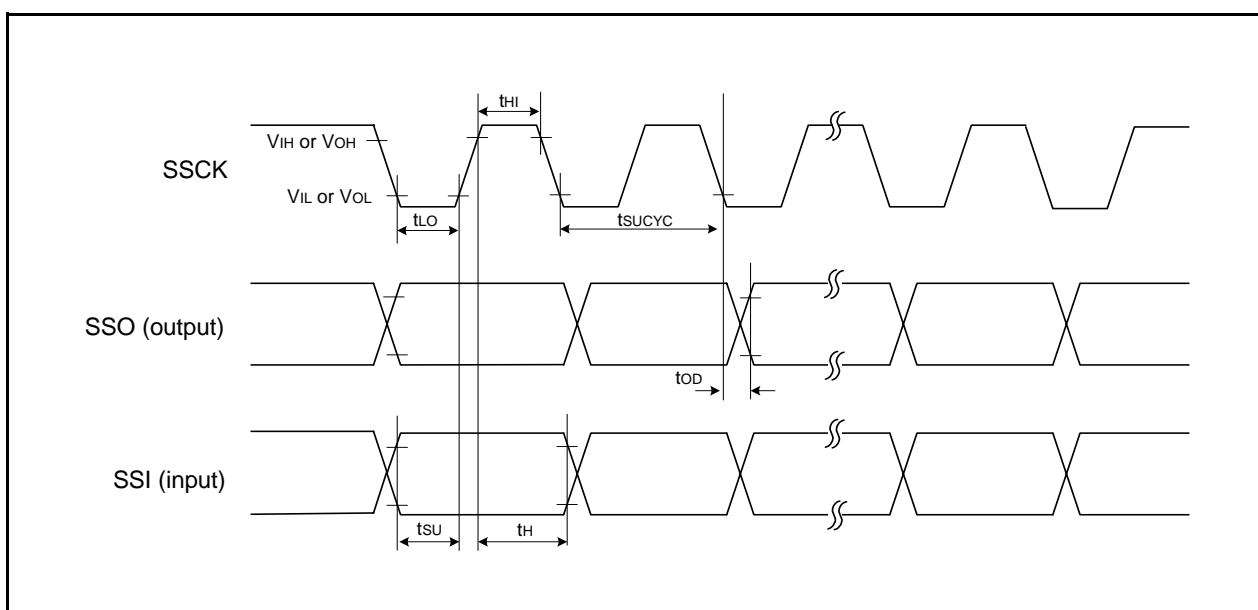 tHI
VIH or VOH
SSCK
VIL or VOL
tLO
tSUCYC
SSO (output)
tOD
SSI (input)
tSU
tH